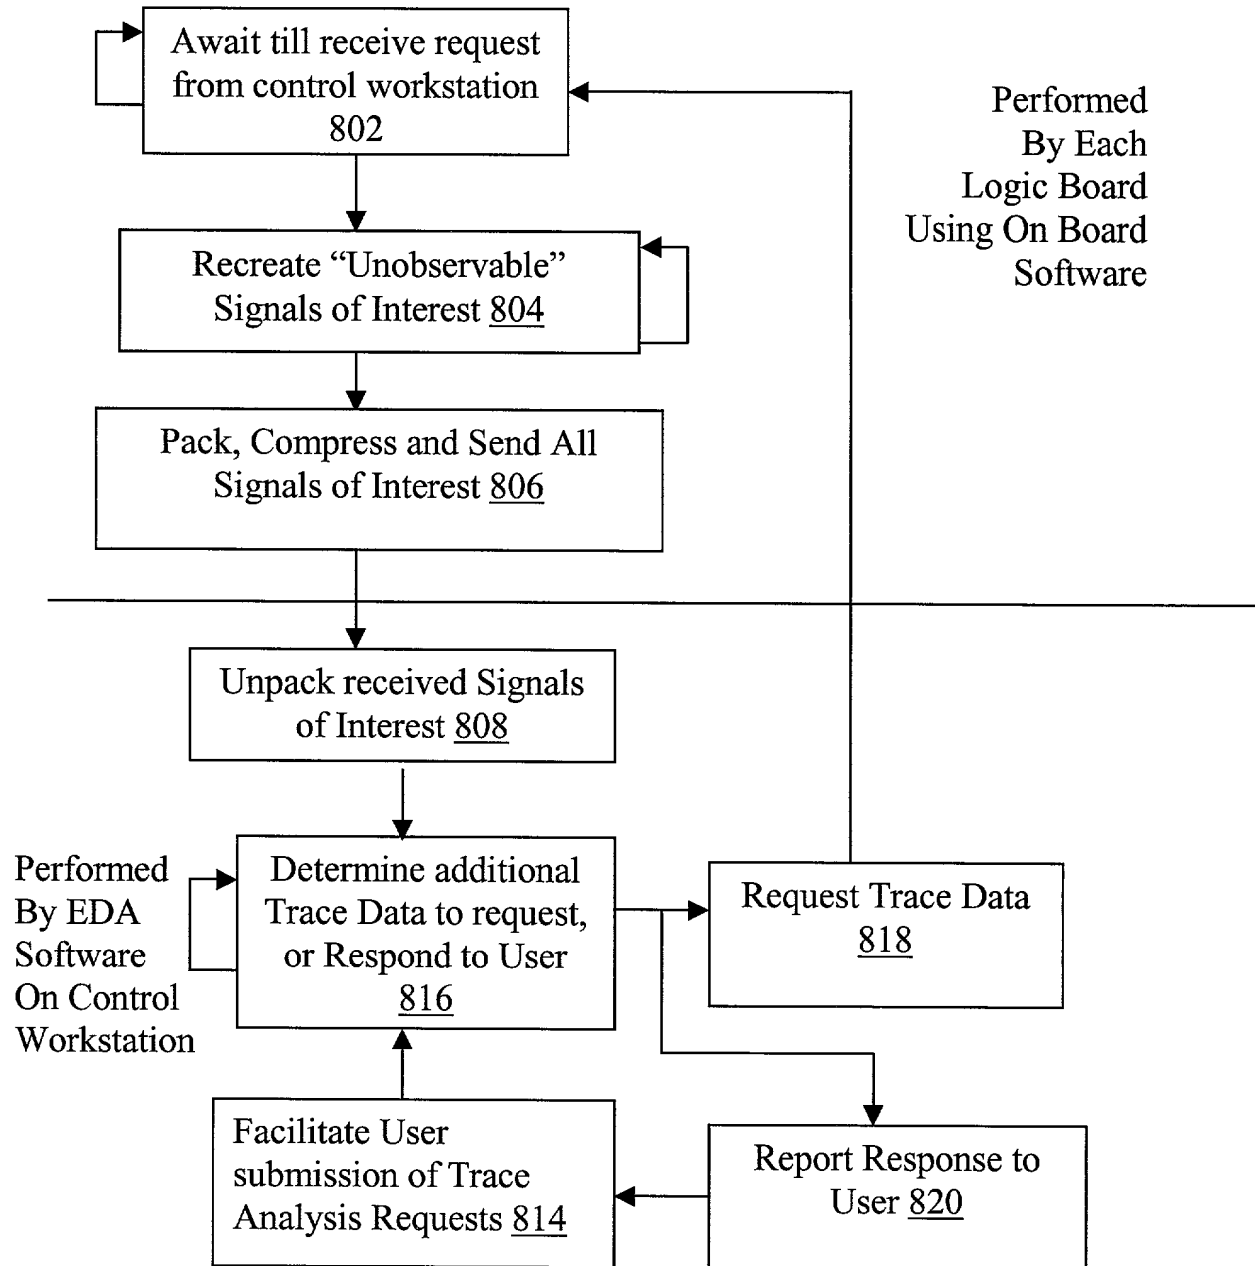 Await till receive request
from control workstation
802
Performed
By Each
Logic Board
Using On Board
Software
Recreate “Unobservable”
Signals of Interest 804
Pack, Compress and Send All
Signals of Interest 806
Unpack received Signals
of Interest 808
Performed
By EDA
Software
On Control
Workstation
Determine additional
Trace Data to request,
or Respond to User
816
Request Trace Data
818
Facilitate User
submission of Trace
Analysis Requests 814
Report Response to
User 820